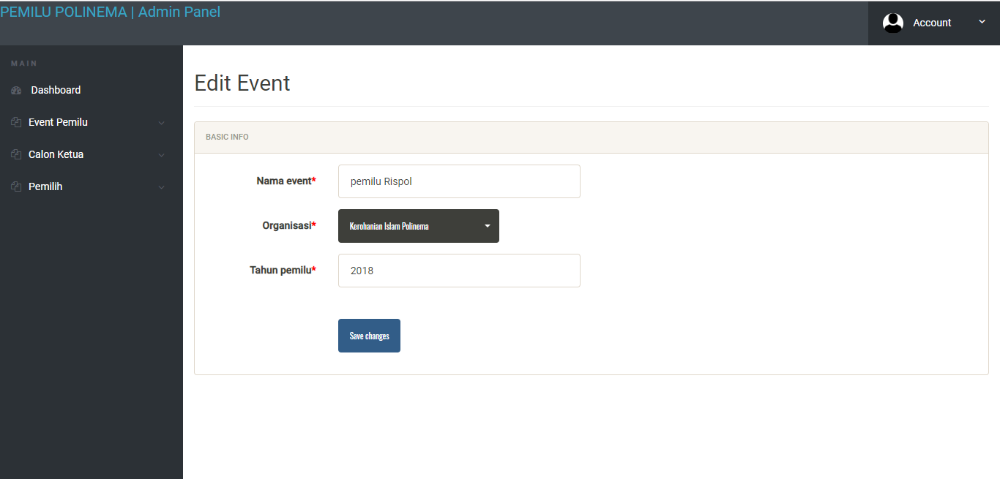 PEMILU POLINEMA | Admin Panel
Account
MAIN
Dashboard
Event Pemilu
Calon Ketua
Pemilih
Edit Event
BASIC INFO
Nama event*
pemilu Rispol
Organisasi*
Kerohanian Islam Polinema
Tahun pemilu*
2018
Save changes